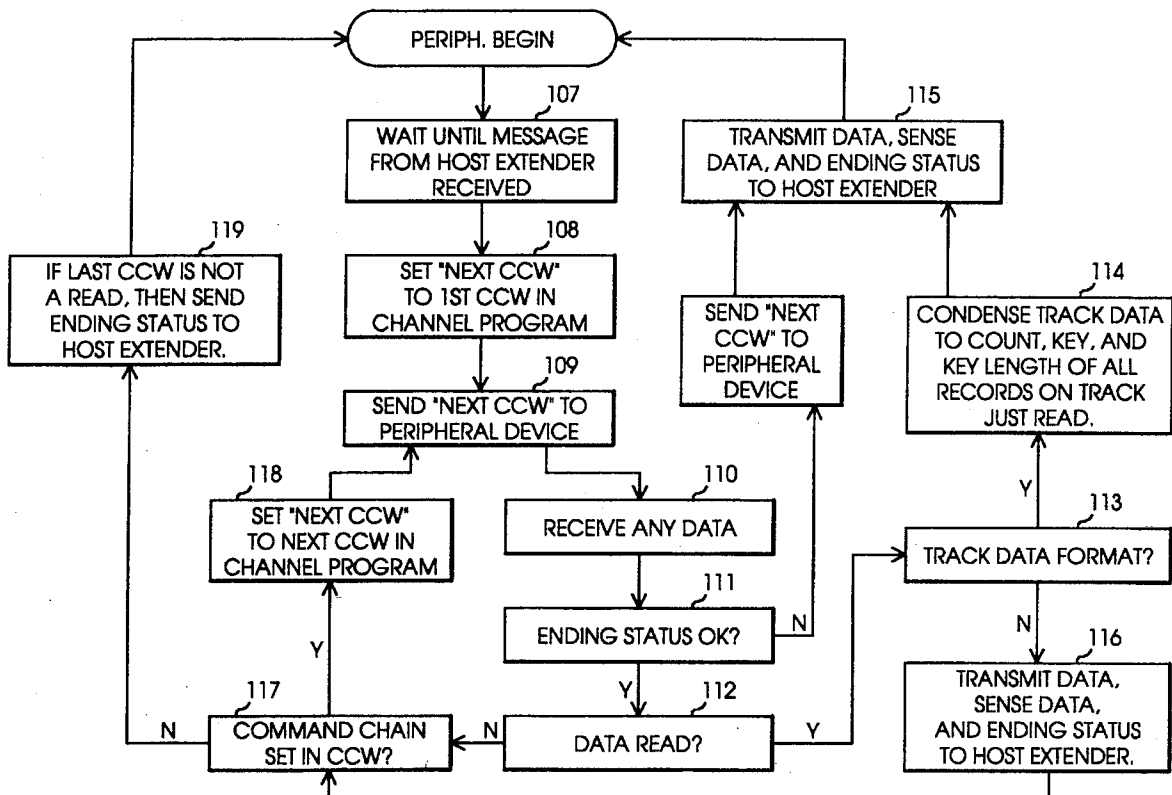 PERIPH. BEGIN
107
WAIT UNTIL MESSAGE
FROM HOST EXTENDER
RECEIVED
115
TRANSMIT DATA, SENSE
DATA, AND ENDING STATUS
TO HOST EXTENDER
119
IF LAST CCW IS NOT
A READ, THEN SEND
ENDING STATUS TO
HOST EXTENDER.
108
SET "NEXT CCW"
TO 1ST CCW IN
CHANNEL PROGRAM
SEND "NEXT
CCW" TO
PERIPHERAL
DEVICE
114
CONDENSE TRACK DATA
TO COUNT, KEY, AND
KEY LENGTH OF ALL
RECORDS ON TRACK
JUST READ.
109
SEND "NEXT CCW" TO
PERIPHERAL DEVICE
118
SET "NEXT CCW"
TO NEXT CCW IN
CHANNEL PROGRAM
110
RECEIVE ANY DATA
Y
113
TRACK DATA FORMAT?
111
ENDING STATUS OK?
N
N
Y
Y
116
TRANSMIT DATA,
SENSE DATA,
AND ENDING STATUS
TO HOST EXTENDER.
117
COMMAND CHAIN
SET IN CCW?
N
N
112
DATA READ?
Y